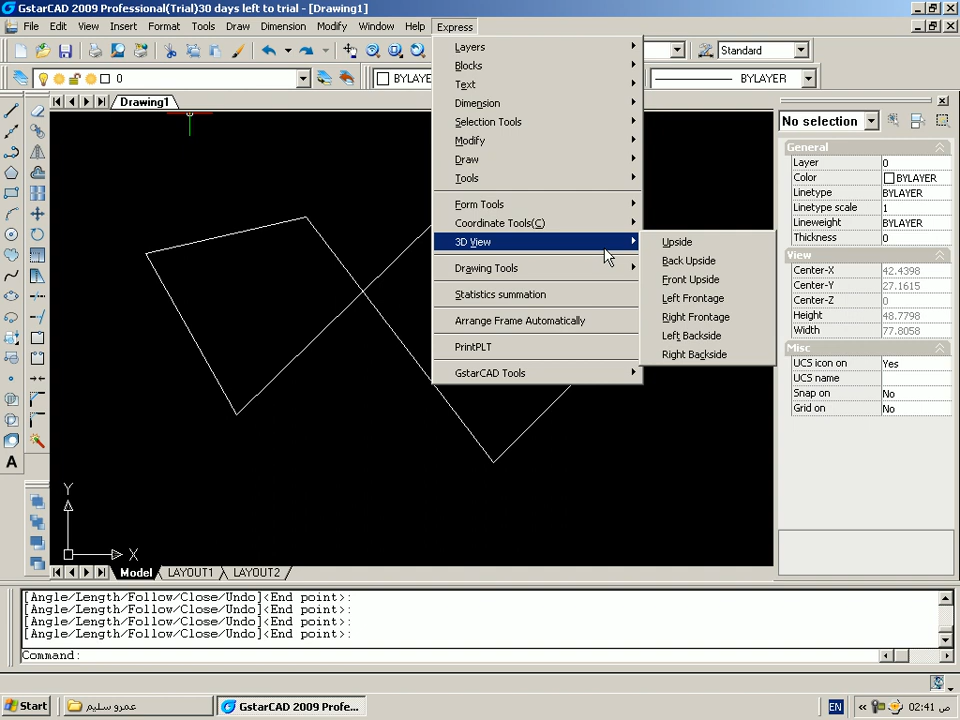 GstarCAD 2009 Professional(Trial)30 days left to trial - [Drawing1]
File Edit View Insert Format Tools Draw Dimension Modify Window Help Express
Standard
0 BYLAYER BYLAYER
Drawing1
Layers
Blocks
Text
Dimension
Selection Tools
Modify
Draw
Tools
Form Tools
Coordinate Tools(C)
3D View
Drawing Tools
Statistics summation
Arrange Frame Automatically
PrintPLT
GstarCAD Tools
Upside
Back Upside
Front Upside
Left Frontage
Right Frontage
Left Backside
Right Backside
No selection
General
Layer 0
Color BYLAYER
Linetype BYLAYER
Linetype scale 1
Lineweight BYLAYER
Thickness 0
View
Center-X 42.4398
Center-Y 27.1615
Center-Z 0
Height 48.7798
Width 77.8058
Misc
UCS icon on Yes
UCS name
Snap on No
Grid on No
A
Y
X
Model LAYOUT1 LAYOUT2
[Angle/Length/Follow/Close/Undo]<End point>:
[Angle/Length/Follow/Close/Undo]<End point>:
[Angle/Length/Follow/Close/Undo]<End point>:
[Angle/Length/Follow/Close/Undo]<End point>:
Command:
Start عمرو سليم GstarCAD 2009 Profe... EN « 02:41 ص